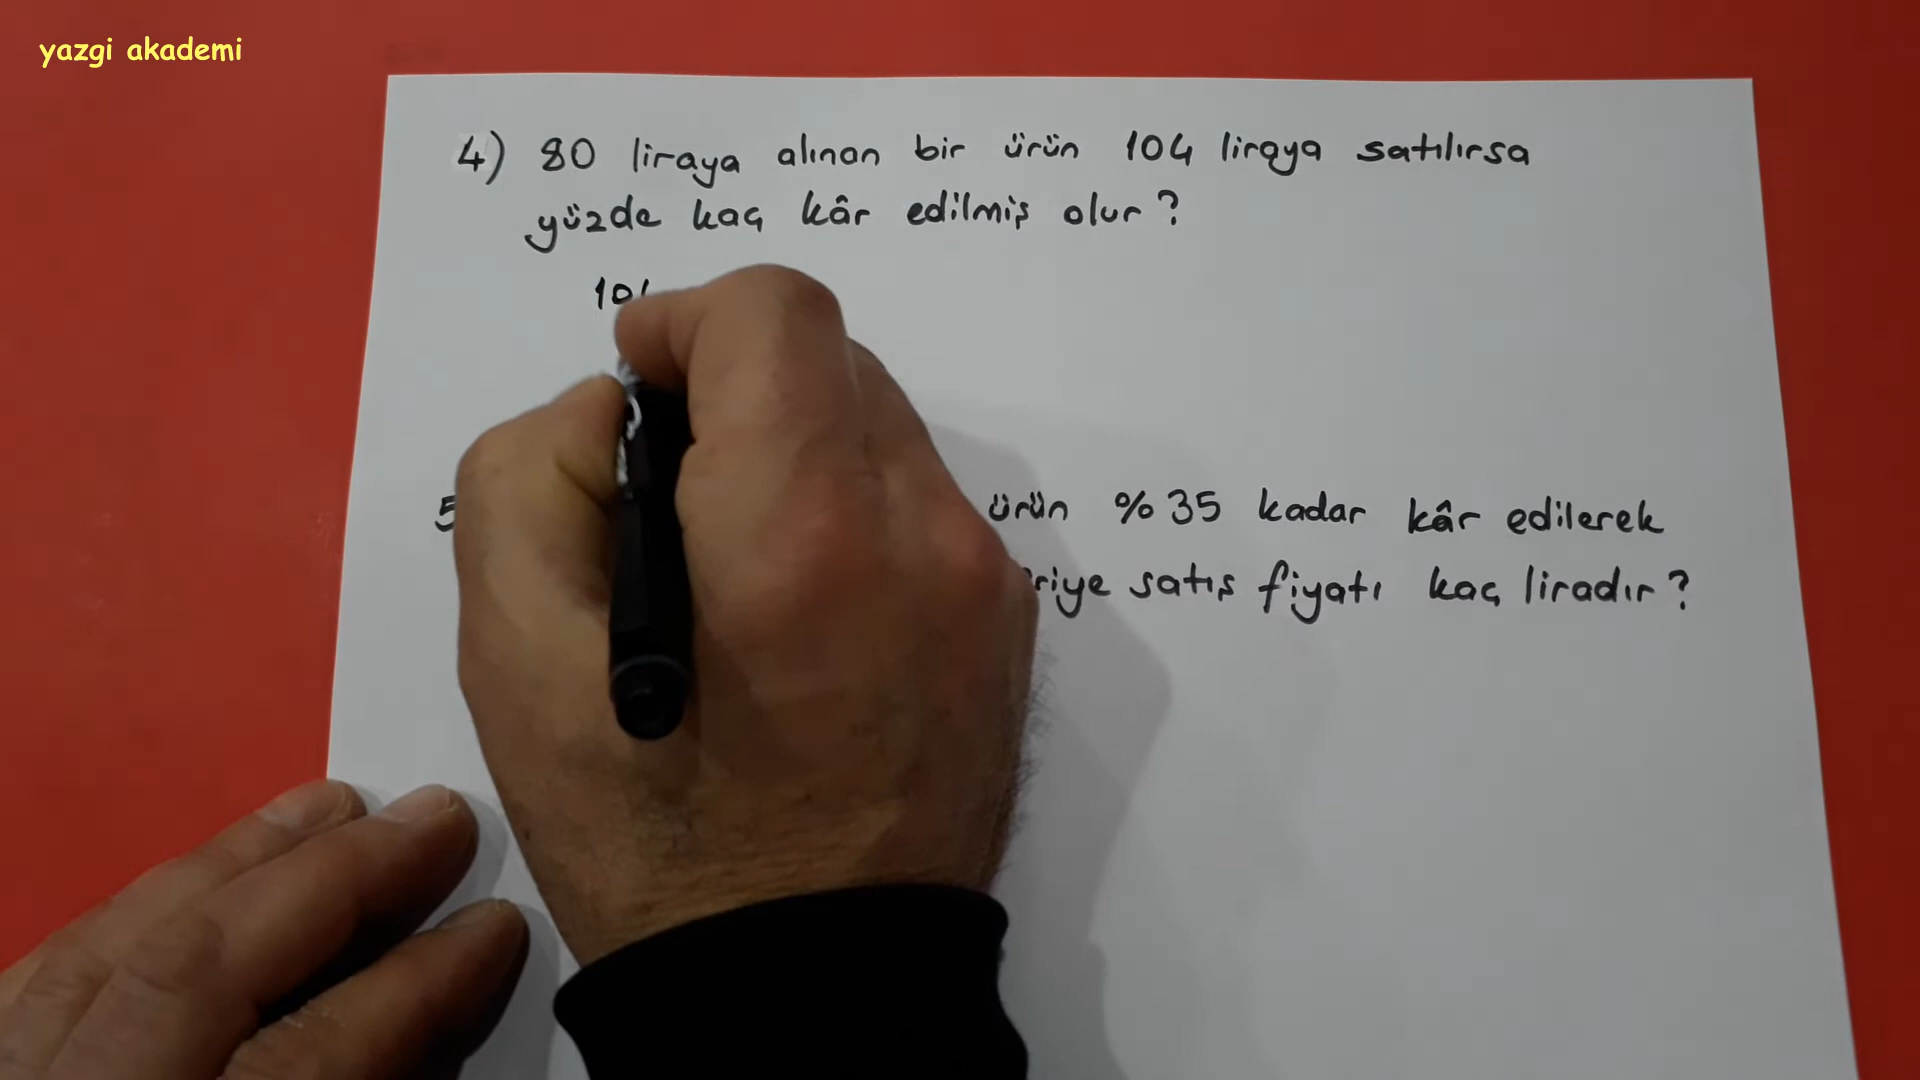 yazgi akademi
4) 80 liraya alınan bir ürün 104 liraya satılırsa
yüzde kaç kâr edilmiş olur?
5 ürün %35 kadar kâr edilerek
satış fiyatı kaç liradır?